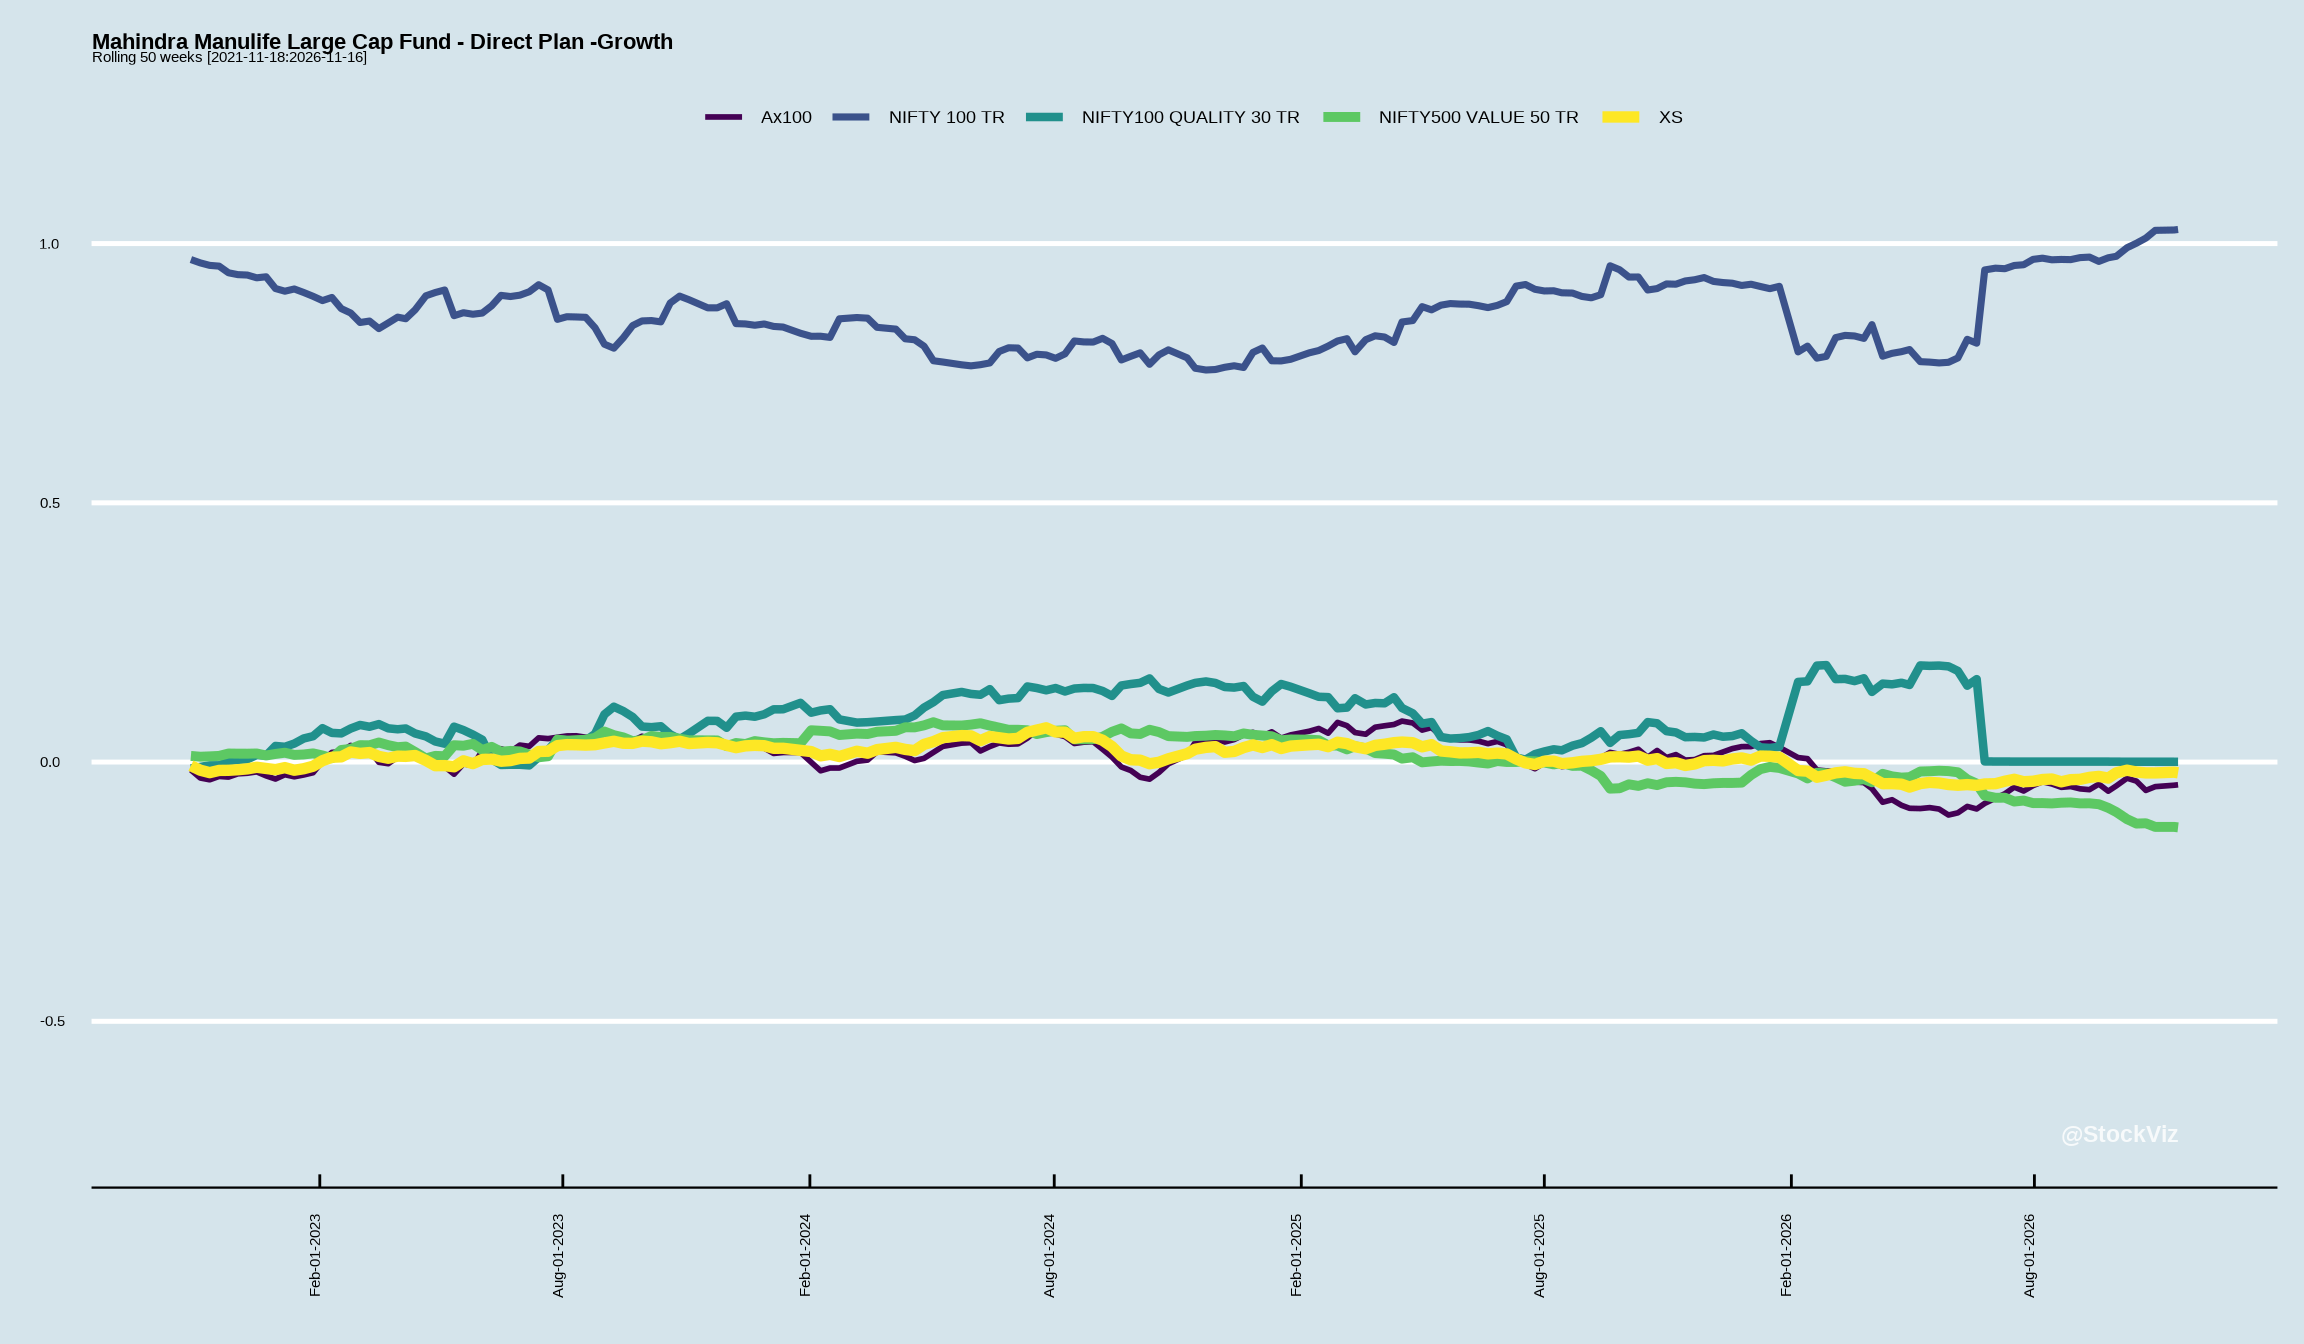 Mahindra Manulife Large Cap Fund - Direct Plan -Growth
Rolling 50 weeks [2021-11-18:2026-11-16]
Ax100 NIFTY 100 TR NIFTY100 QUALITY 30 TR NIFTY500 VALUE 50 TR XS
1.0
0.5
0.0
-0.5
@StockViz
Feb-01-2023 Aug-01-2023 Feb-01-2024 Aug-01-2024 Feb-01-2025 Aug-01-2025 Feb-01-2026 Aug-01-2026